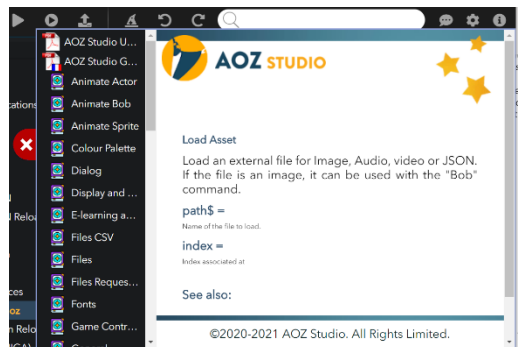 AOZ Studio U...
AOZ Studio G...
Animate Actor
Animate Bob
Animate Sprite
Colour Palette
Dialog
Display and ...
E-learning a...
Files CSV
Files
Files Reques...
Fonts
Game Contr...
AOZ STUDIO
Load Asset
Load an external file for Image, Audio, video or JSON.
If the file is an image, it can be used with the "Bob"
command.
path$ =
Name of the file to load.
index =
Index associated at
See also:
©2020-2021 AOZ Studio. All Rights Limited.